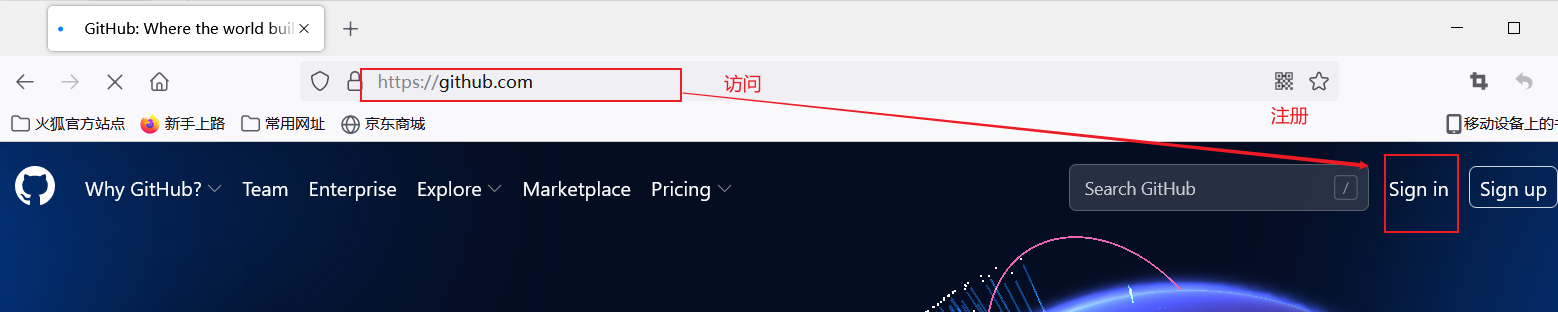 GitHub: Where the world buil
https://github.com
访问
注册
火狐官方站点 新手上路 常用网址 京东商城 移动设备上的
Why GitHub? Team Enterprise Explore Marketplace Pricing Search GitHub / Sign in Sign up